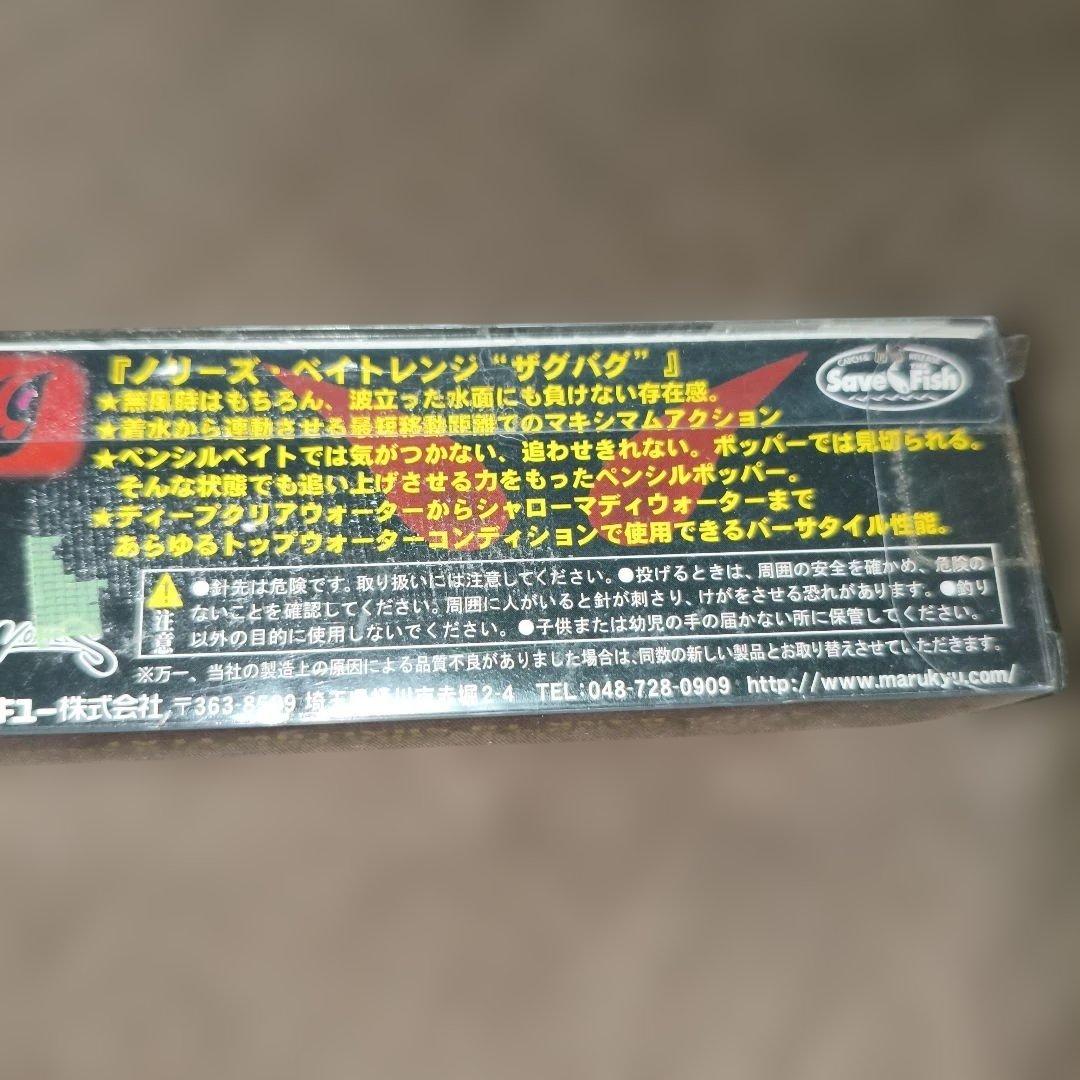 『ノリーズ・ベイトレンジ“ザグバグ”』
CATCH & RELEASE
Save Fish
★無風時はもちろん、波立った水面にも負けない存在感。
★着水から連動させる最短移動距離でのマキシマムアクション
★ペンシルベイトでは気がつかない、追わせきれない。ポッパーでは見切られる。
そんな状態でも追い上げさせる力をもったペンシルポッパー。
★ディープクリアウォーターからシャローマディウォーターまで
あらゆるトップウォーターコンディションで使用できるバーサタイル性能。
注意
●針先は危険です。取り扱いには注意してください。●投げるときは、周囲の安全を確かめ、危険の
ないことを確認してください。周囲に人がいると針が刺さり、けがをさせる恐れがあります。●釣り
以外の目的に使用しないでください。●子供または幼児の手の届かない所に保管してください。
※万一、当社の製造上の原因による品質不良がありました場合は、同数の新しい製品とお取り替えさせていただきます。
キユー株式会社 埼玉県桶川市赤堀2-4 TEL:048-728-0909 http://www.marukyu.com/